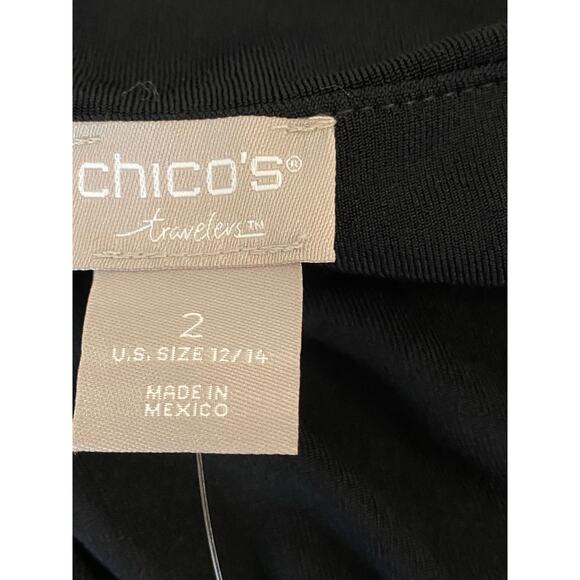 chico's®
travelers™
2
U.S. SIZE 12/14
MADE IN
MEXICO